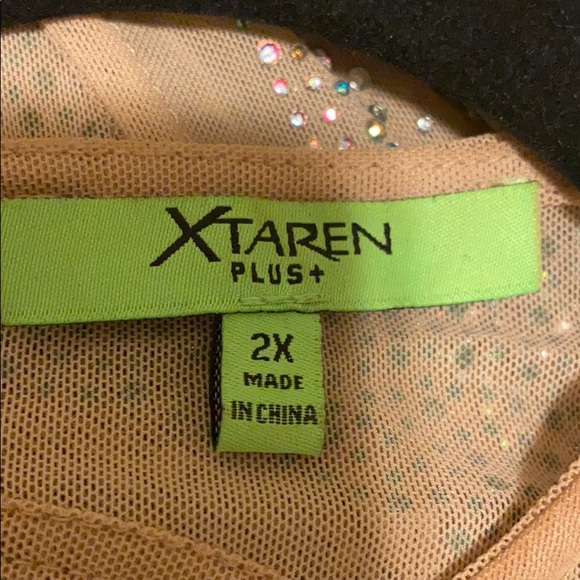 XTAREN
PLUS+
2X
MADE
IN CHINA